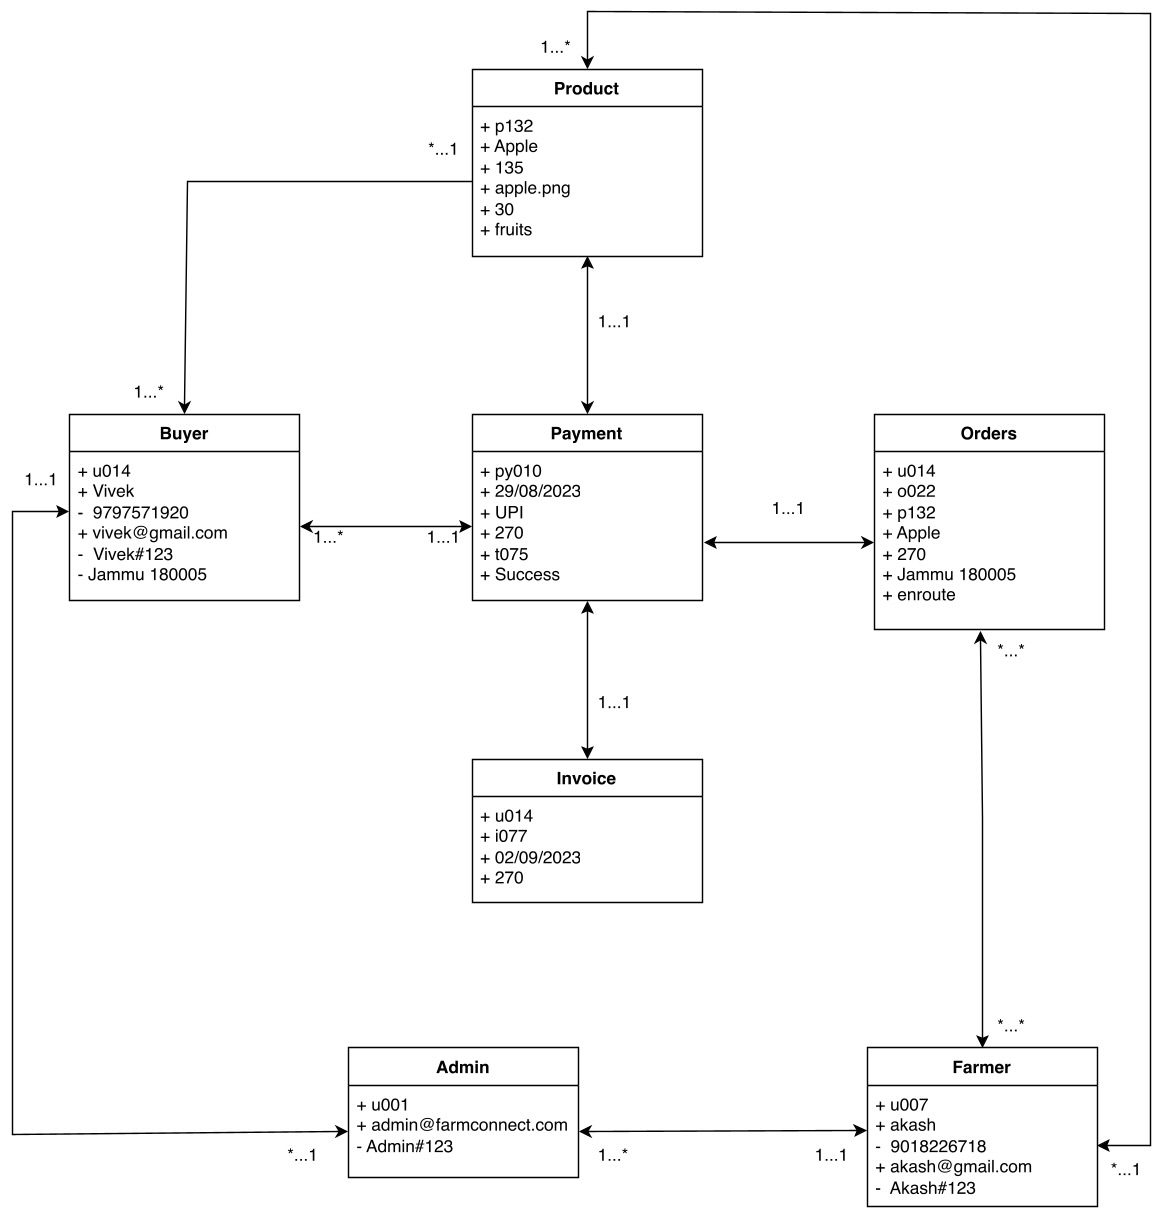 1...*
Product
+ p132
+ Apple
+ 135
+ apple.png
+ 30
+ fruits
*...1
1...1
1...*
Buyer
+ u014
+ Vivek
- 9797571920
+ vivek@gmail.com
- Vivek#123
- Jammu 180005
1...1
1...*
1...1
Payment
+ py010
+ 29/08/2023
+ UPI
+ 270
+ t075
+ Success
1...1
Orders
+ u014
+ o022
+ p132
+ Apple
+ 270
+ Jammu 180005
+ enroute
*...*
1...1
Invoice
+ u014
+ i077
+ 02/09/2023
+ 270
*...*
Admin
+ u001
+ admin@farmconnect.com
- Admin#123
*...1
1...*
1...1
Farmer
+ u007
+ akash
- 9018226718
+ akash@gmail.com
- Akash#123
*...1